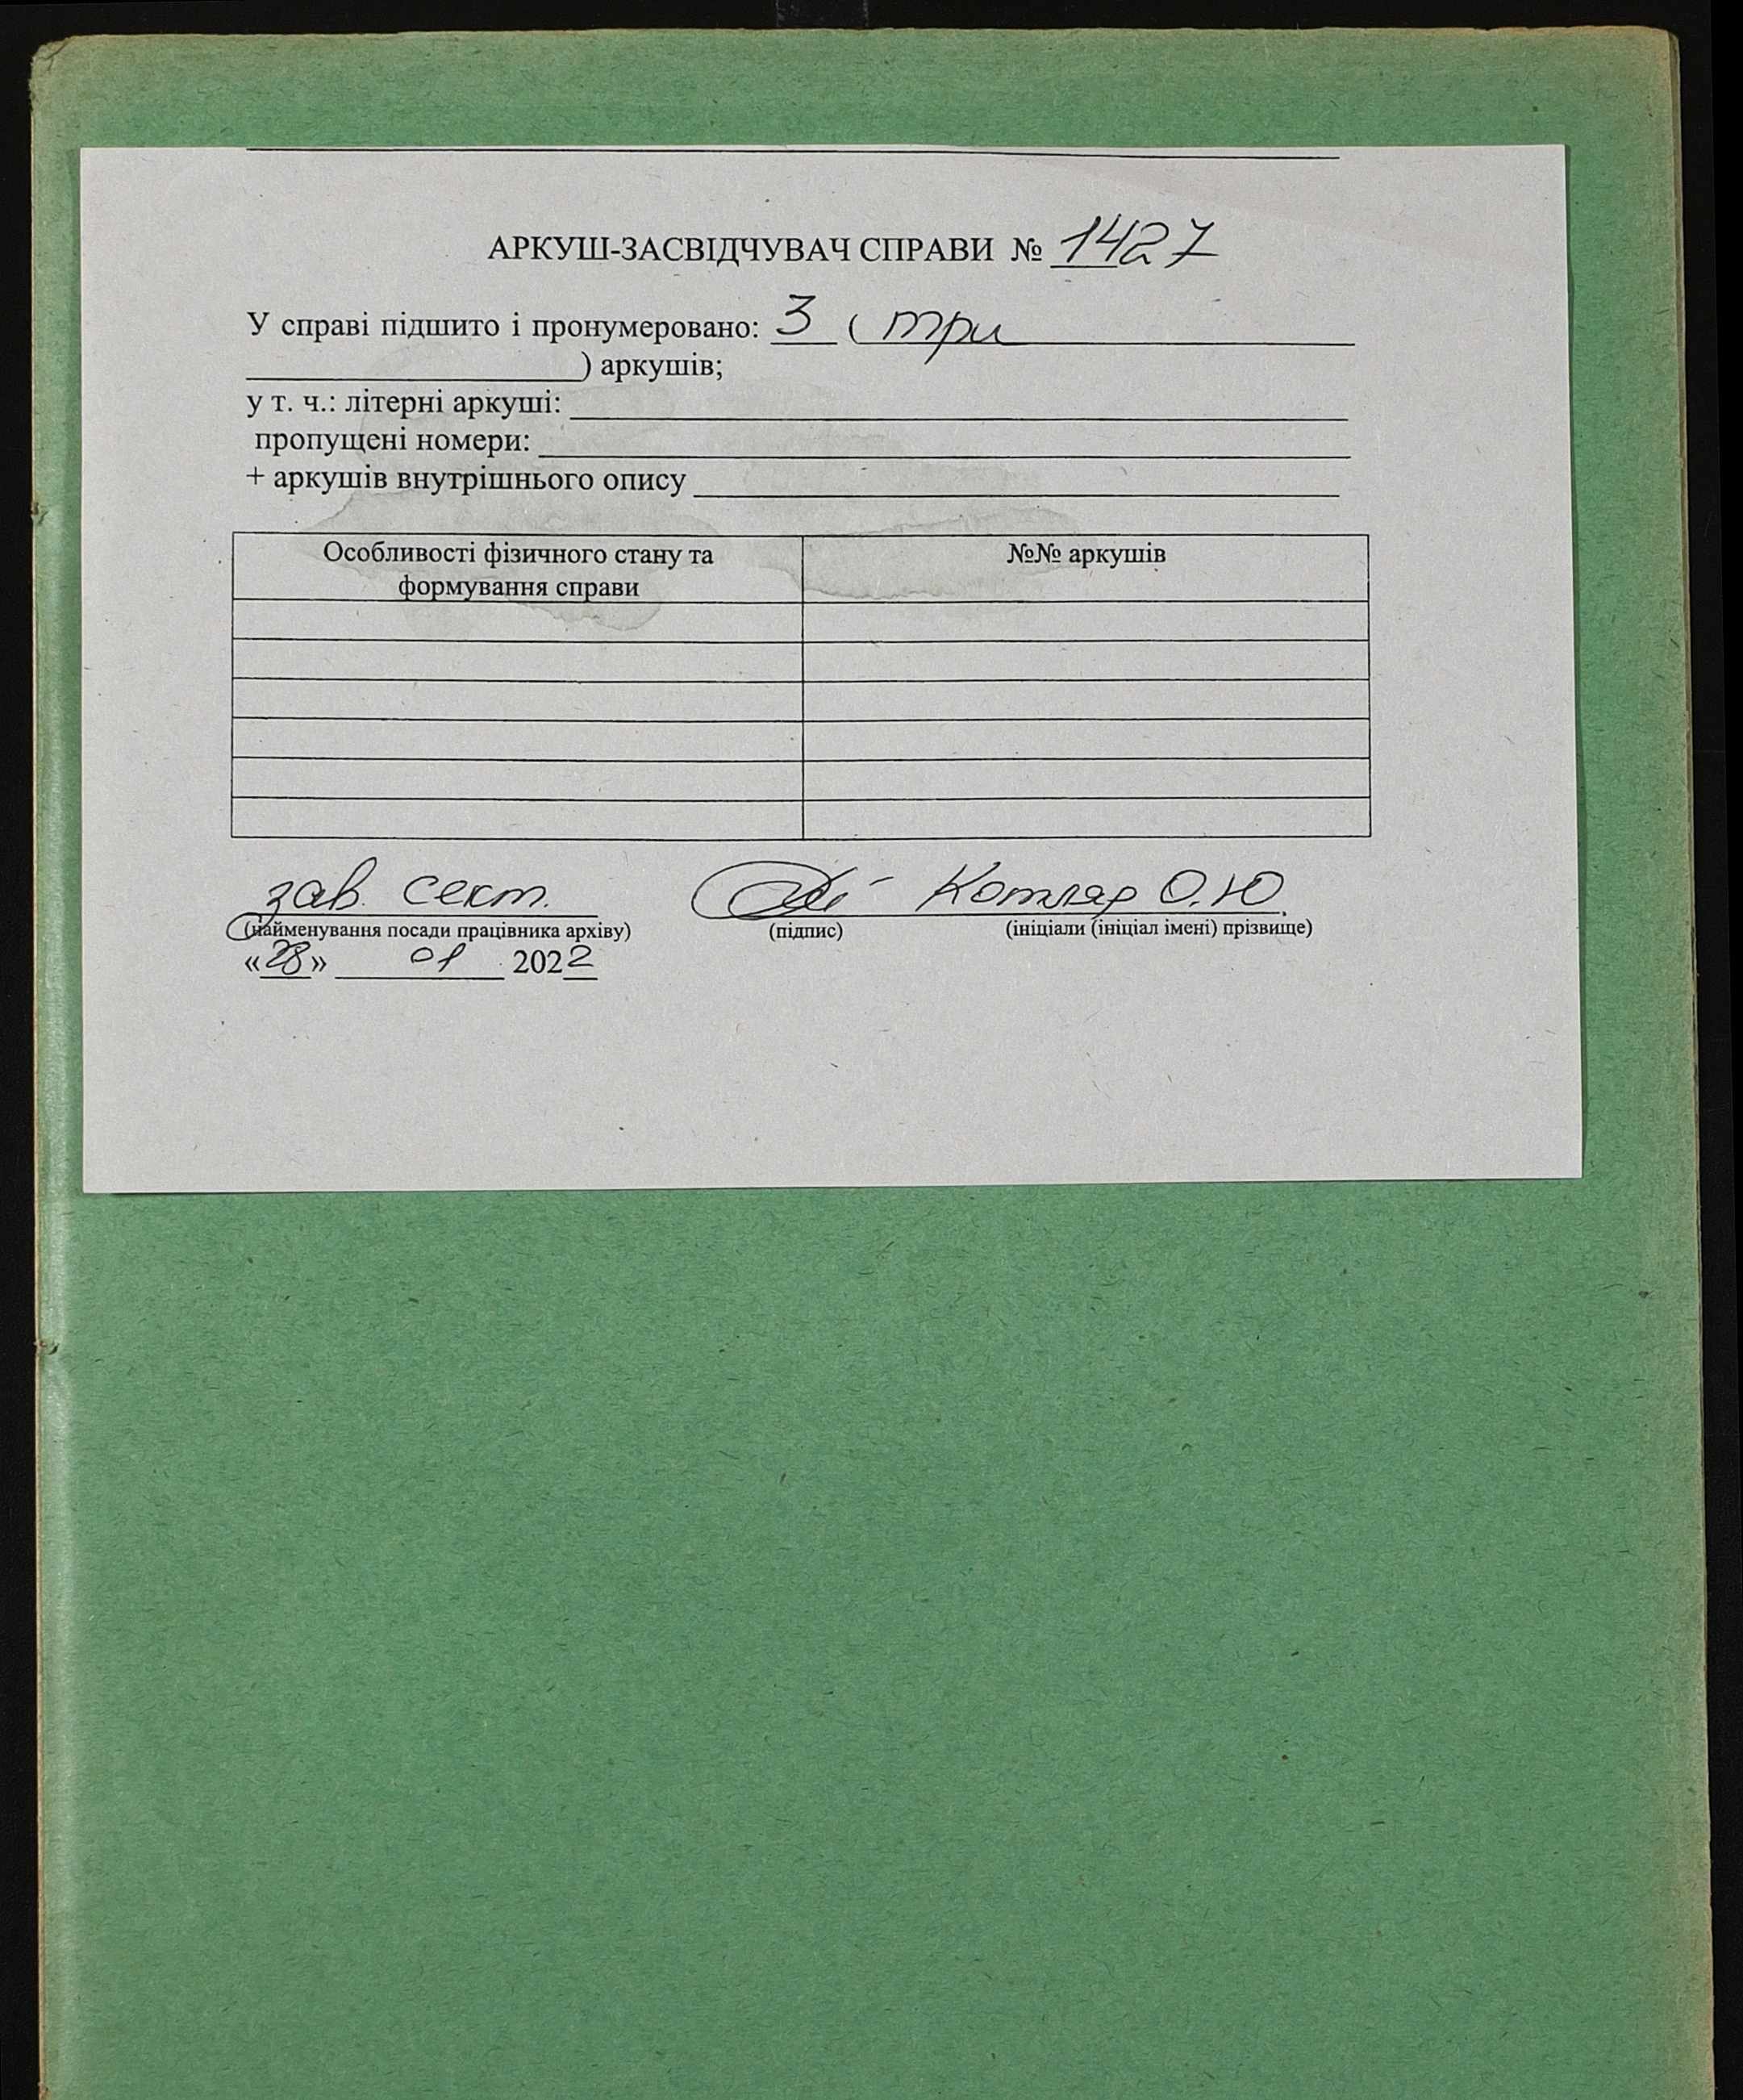 АРКУШ-ЗАСВІДЧУВАЧ СПРАВИ № 1427
У справі підшито і пронумеровано: 3 ( три
) аркушів;
у т. ч.: літерні аркуші:
пропущені номери:
+ аркушів внутрішнього опису
Особливості фізичного стану та
формування справи
№№ аркушів
зав. сект. Котляр О.Ю.
(найменування посади працівника архіву) (підпис) (ініціали (ініціал імені) прізвище)
«28» 01 2022